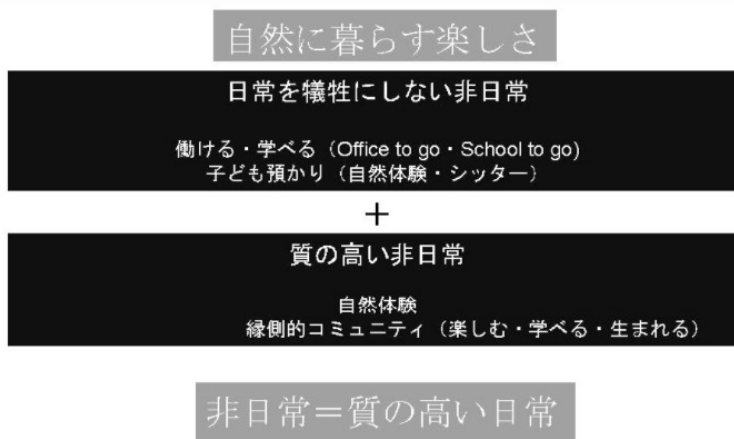 自然に暮らす楽しさ
日常を犠牲にしない非日常
働ける・学べる（Office to go・School to go)
子ども預かり（自然体験・シッター）
+
質の高い非日常
自然体験
縁側的コミュニティ（楽しむ・学べる・生まれる）
非日常＝質の高い日常